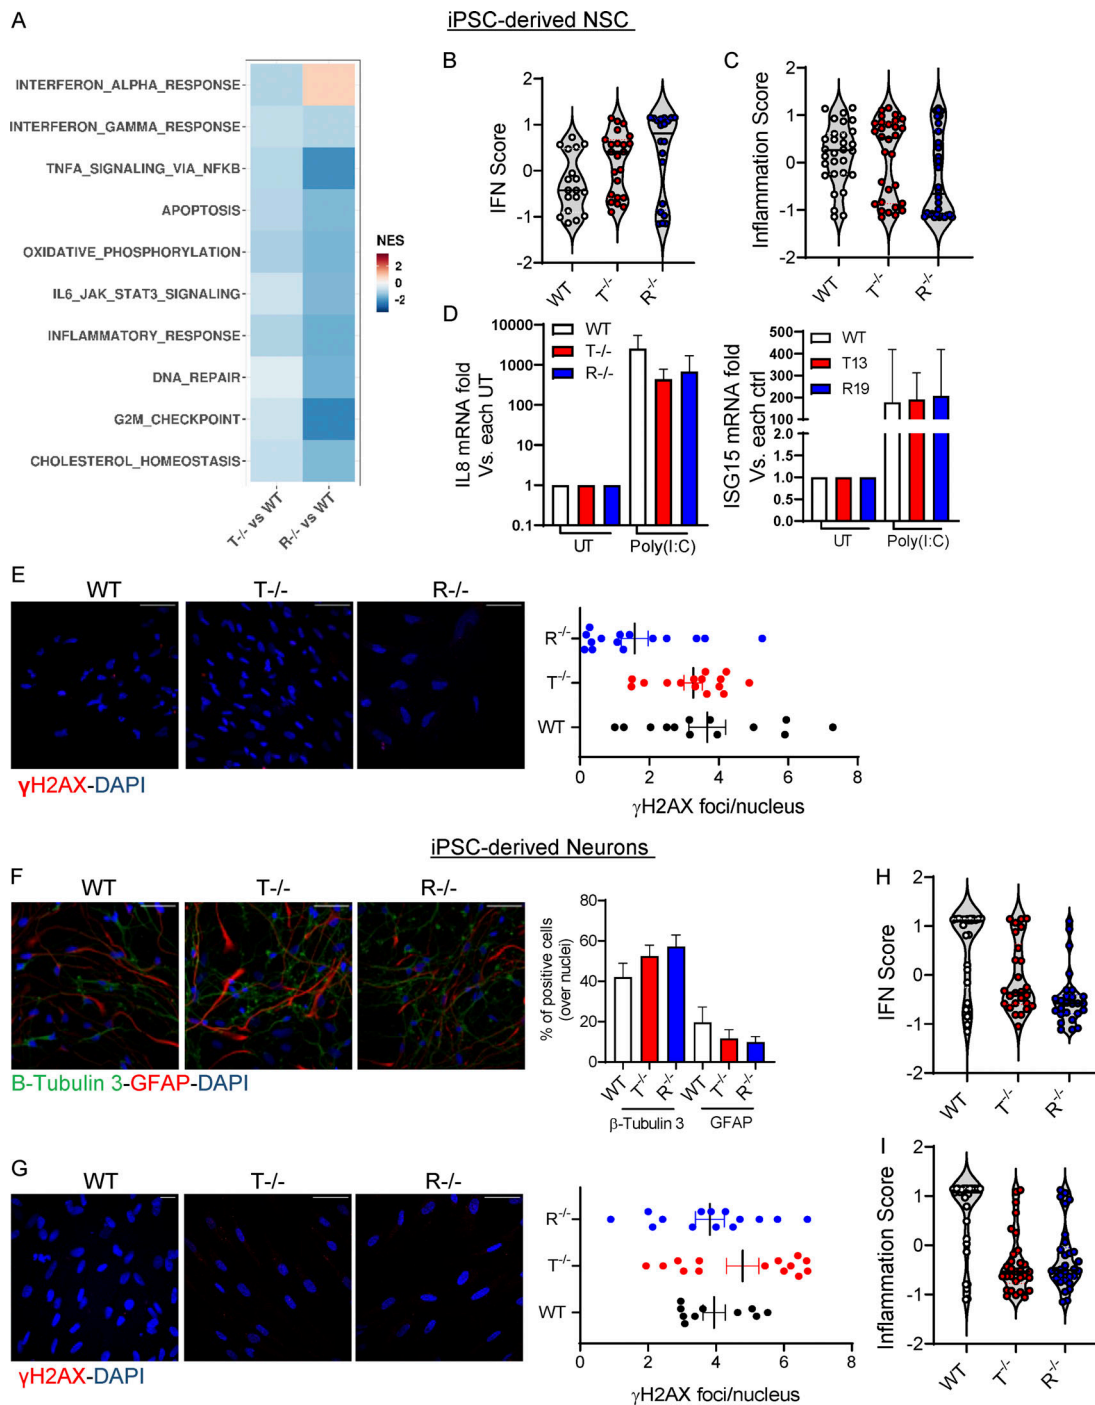 iPSC-derived NSC
A
INTERFERON_ALPHA_RESPONSE
INTERFERON_GAMMA_RESPONSE
TNFA_SIGNALING_VIA_NFKB
APOPTOSIS
OXIDATIVE_PHOSPHORYLATION
IL6_JAK_STAT3_SIGNALING
INFLAMMATORY_RESPONSE
DNA_REPAIR
G2M_CHECKPOINT
CHOLESTEROL_HOMEOSTASIS
T-/- vs WT
R-/- vs WT
NES
2
0
-2
B
IFN Score
2
1
0
-1
-2
WT
T-/-
R-/-
C
Inflammation Score
2
1
0
-1
-2
WT
T-/-
R-/-
D
IL8 mRNA fold
Vs. each UT
10000
1000
100
10
1
0.1
WT
T-/-
R-/-
UT
Poly(I:C)
ISG15 mRNA fold
Vs. each ctrl
500
400
300
200
100
2.0
1.5
1.0
0.5
0.0
WT
T13
R19
UT
Poly(I:C)
E
WT
T-/-
R-/-
γH2AX-DAPI
R-/-
T-/-
WT
0 2 4 6 8
γH2AX foci/nucleus
iPSC-derived Neurons
F
WT
T-/-
R-/-
B-Tubulin 3-GFAP-DAPI
% of positive cells
(over nuclei)
80
60
40
20
0
WT T-/- R-/- WT T-/- R-/-
β-Tubulin 3
GFAP
G
WT
T-/-
R-/-
γH2AX-DAPI
R-/-
T-/-
WT
0 2 4 6 8
γH2AX foci/nucleus
H
IFN Score
2
1
0
-1
-2
WT
T-/-
R-/-
I
Inflammation Score
2
1
0
-1
-2
WT
T-/-
R-/-